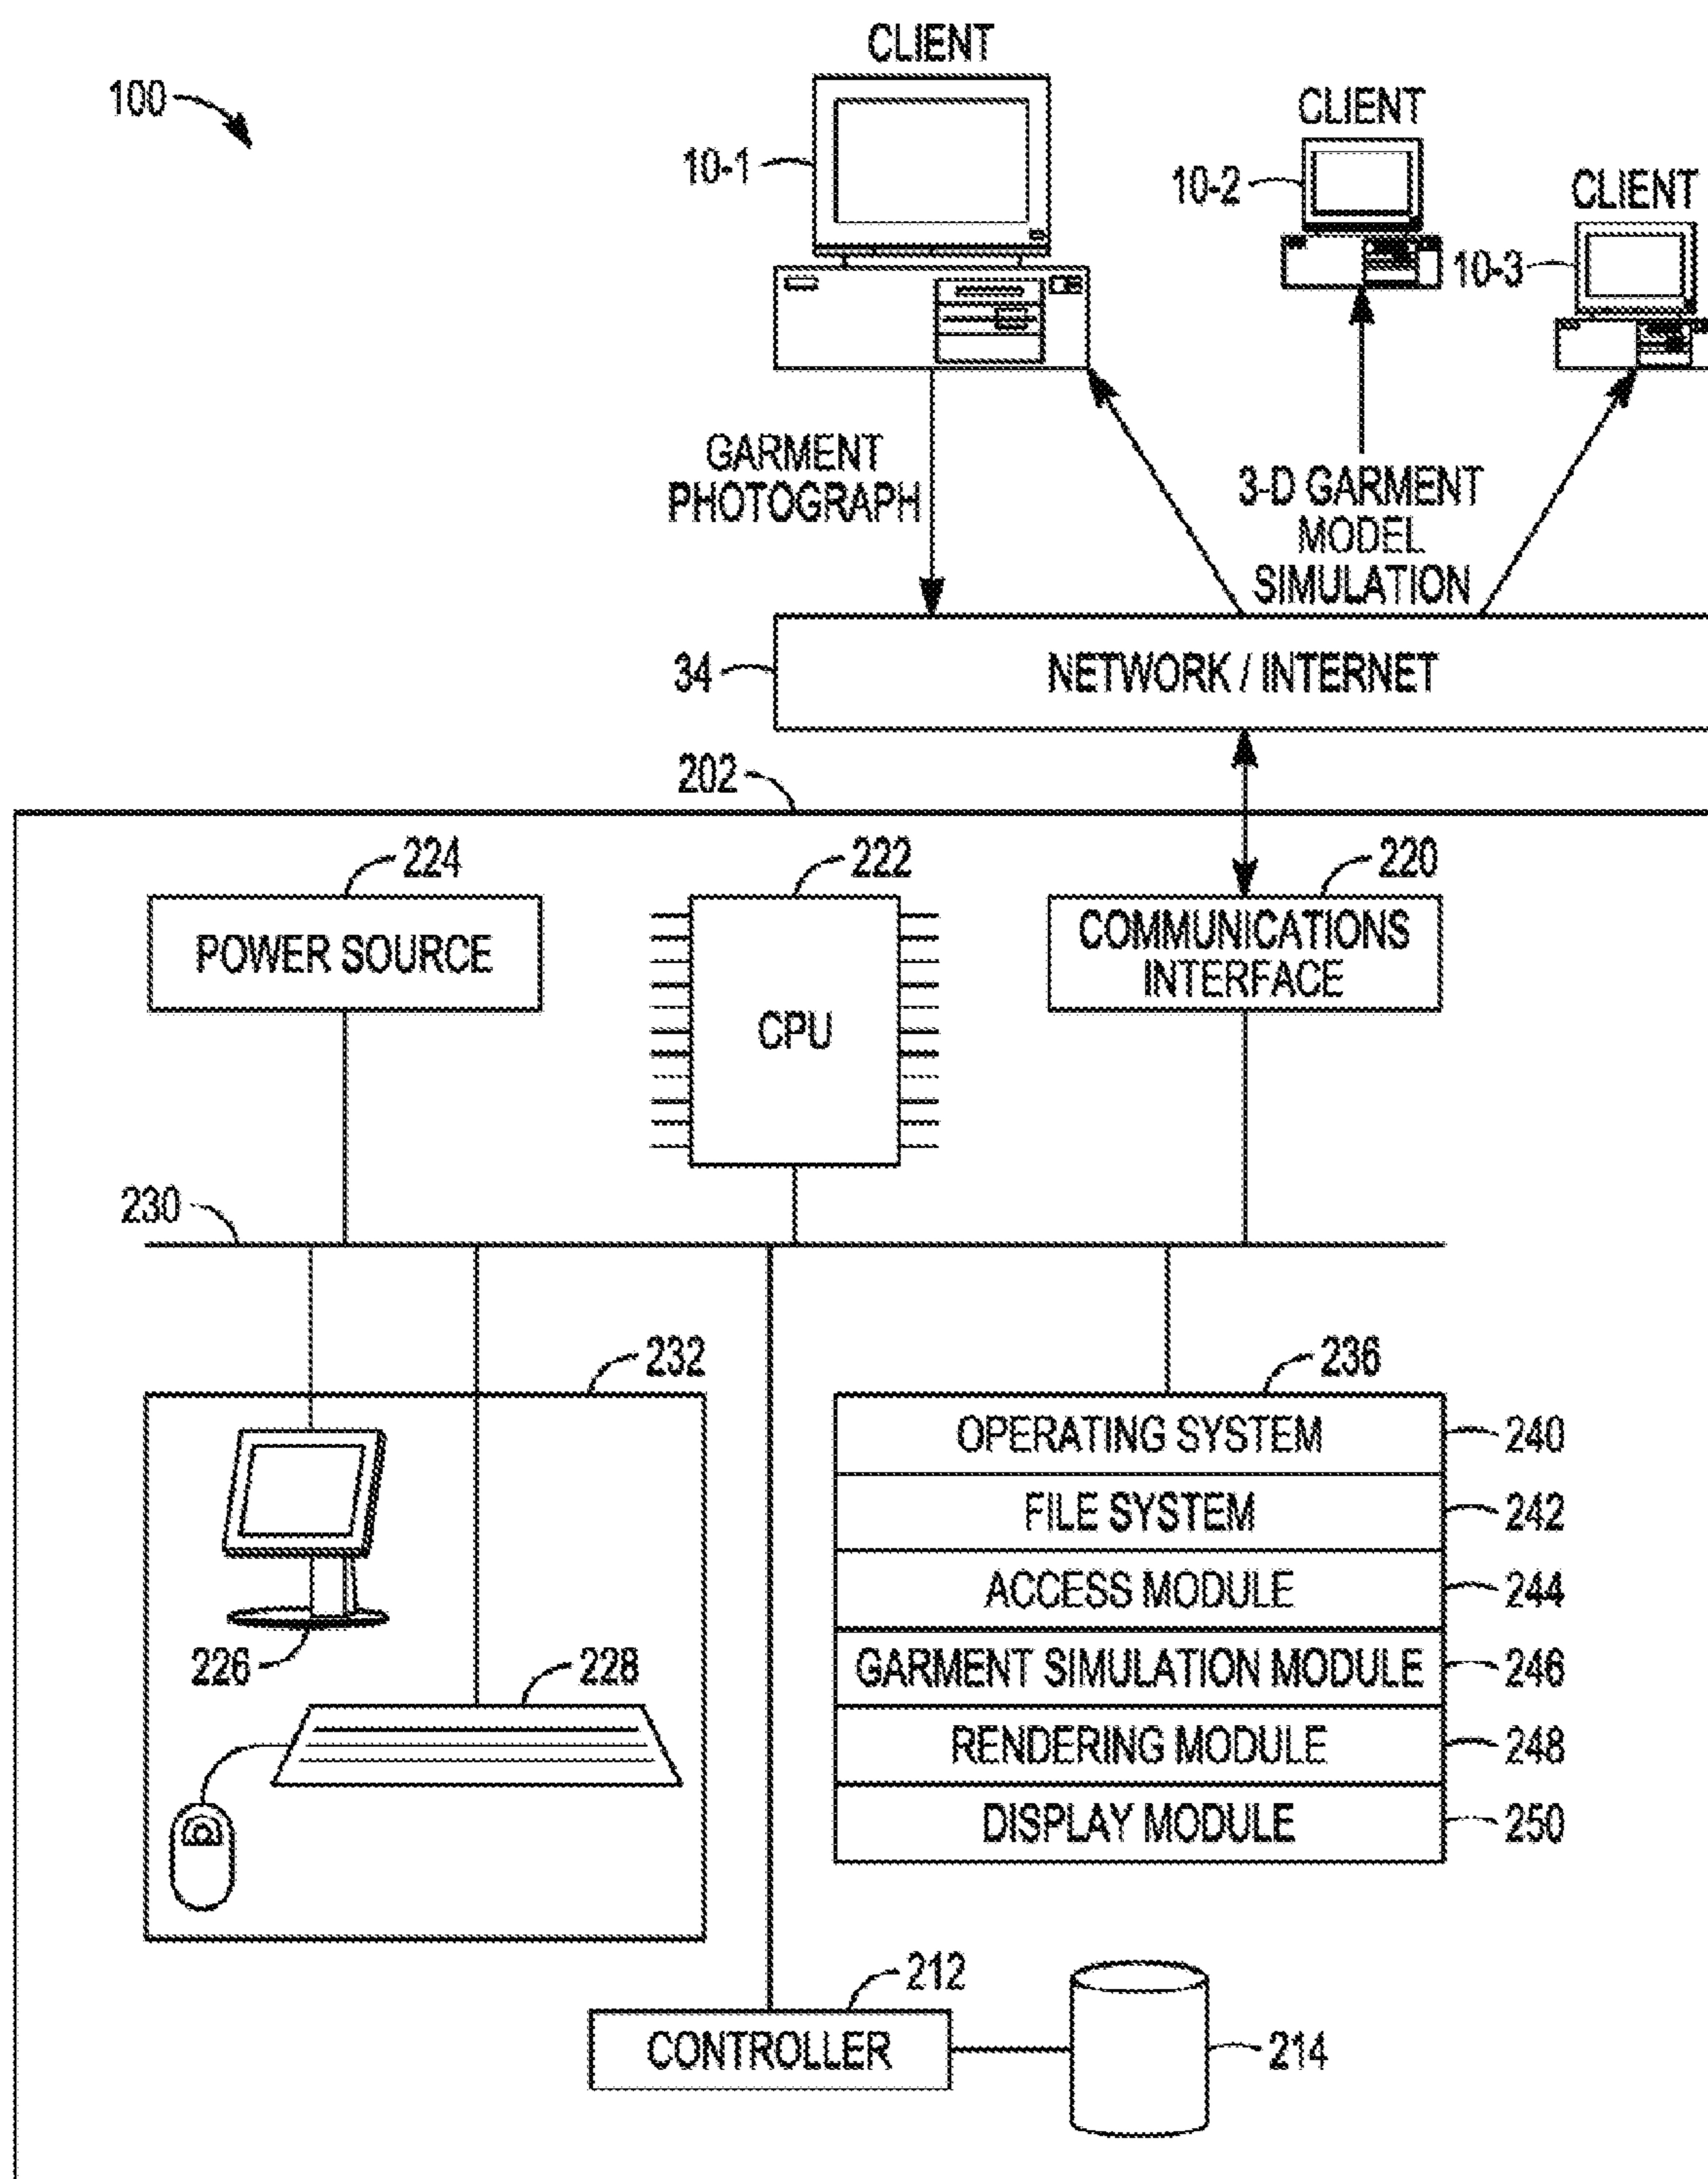 100
CLIENT
10-1
CLIENT
10-2
CLIENT
10-3
GARMENT
PHOTOGRAPH
3-D GARMENT
MODEL
SIMULATION
34
NETWORK / INTERNET
202
224
POWER SOURCE
222
CPU
220
COMMUNICATIONS
INTERFACE
230
232
226
228
236
OPERATING SYSTEM
240
FILE SYSTEM
242
ACCESS MODULE
244
GARMENT SIMULATION MODULE
246
RENDERING MODULE
248
DISPLAY MODULE
250
212
CONTROLLER
214